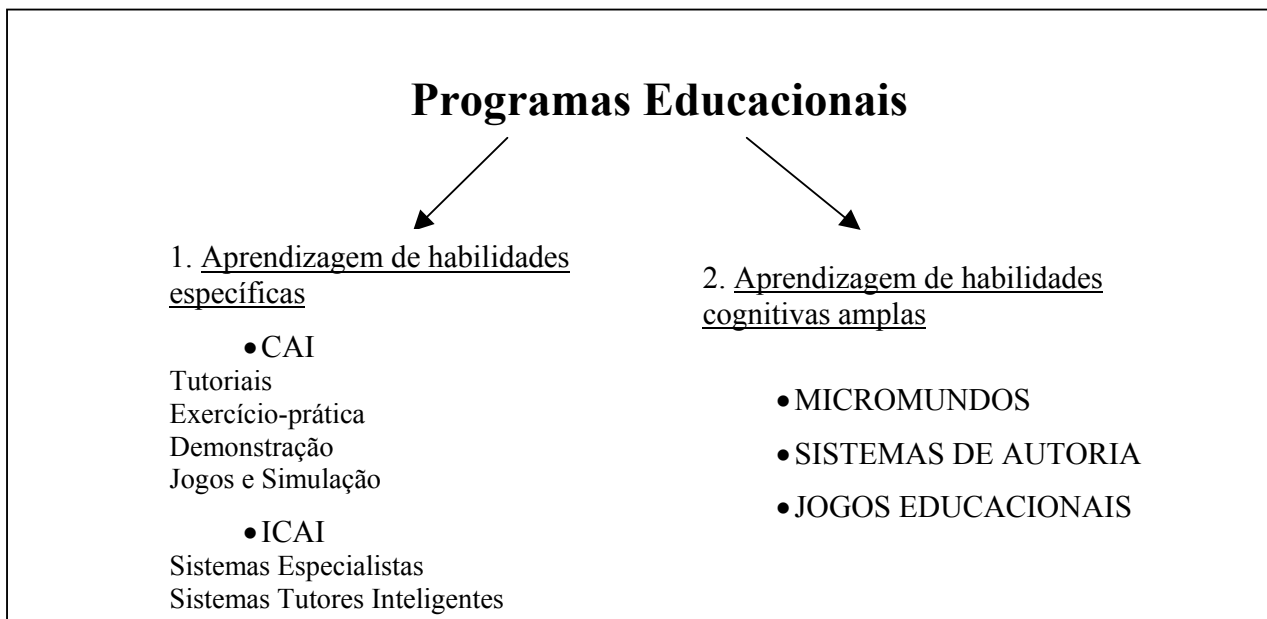 Programas Educacionais
1. Aprendizagem de habilidades
específicas
•CAI
Tutoriais
Exercício-prática
Demonstração
Jogos e Simulação
•ICAI
Sistemas Especialistas
Sistemas Tutores Inteligentes
2. Aprendizagem de habilidades
cognitivas amplas
•MICROMUNDOS
•SISTEMAS DE AUTORIA
•JOGOS EDUCACIONAIS